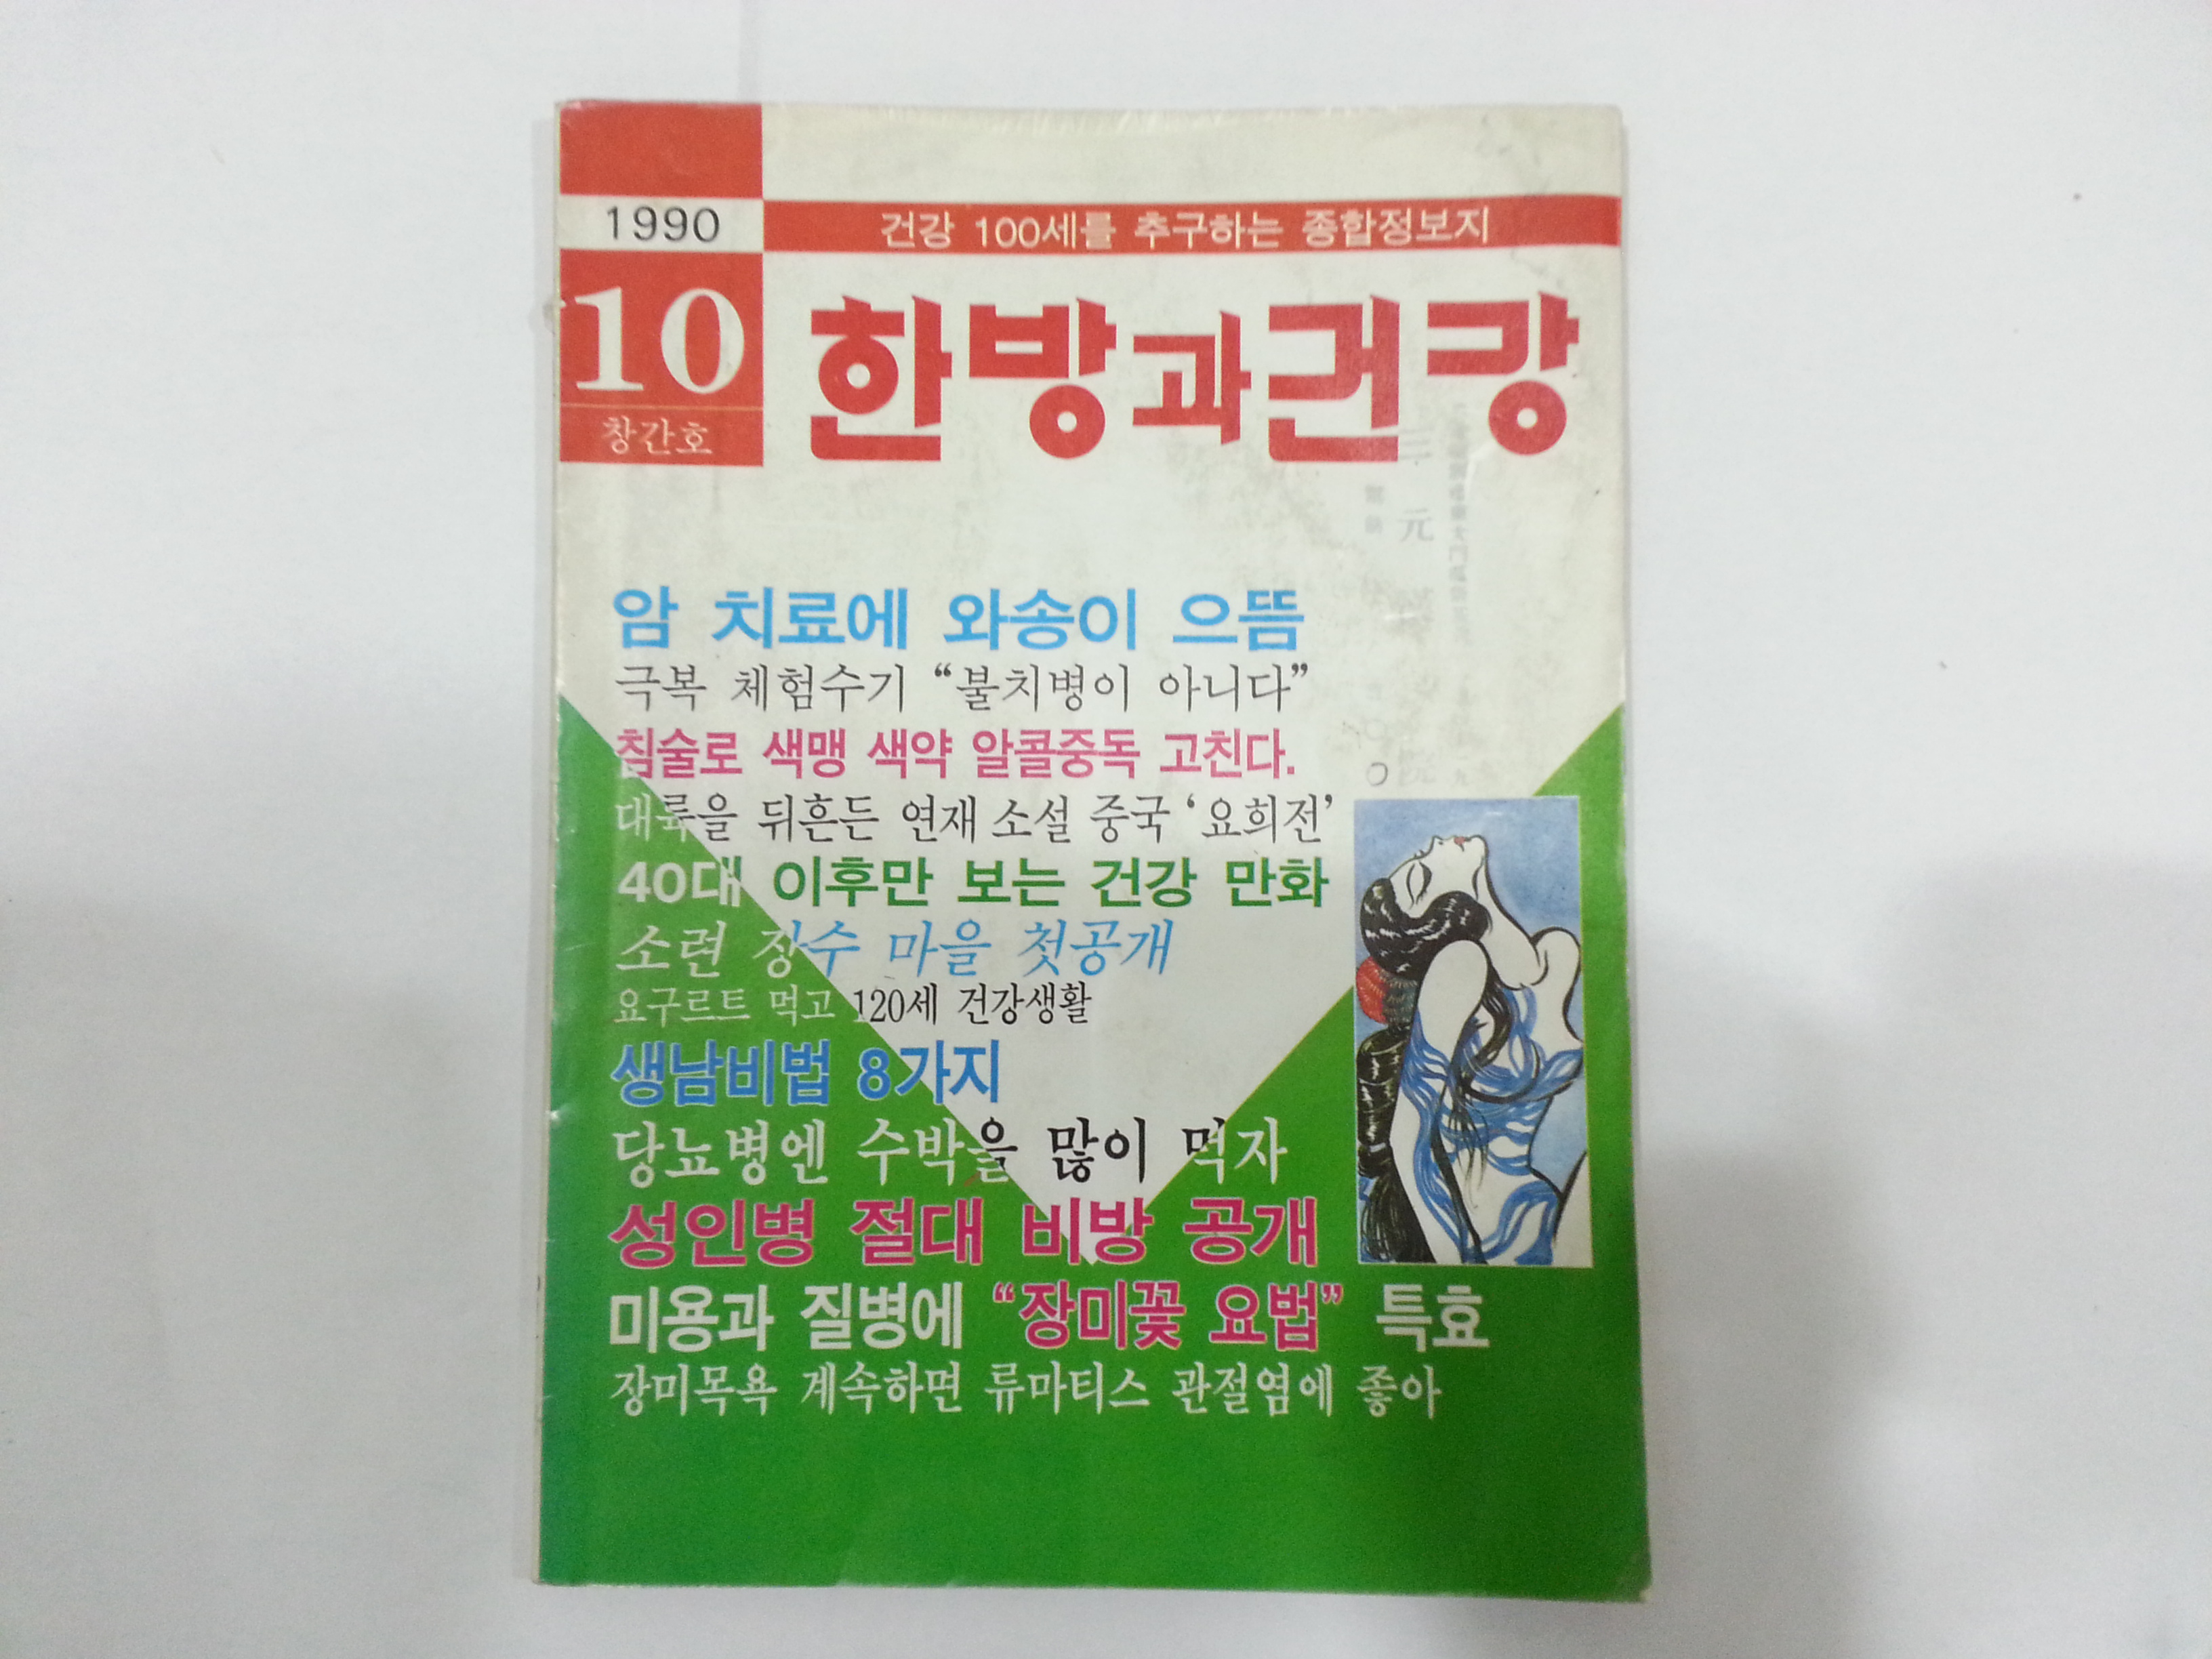 1990
건강 100세를 추구하는 종합정보지
10
창간호
한방과건강
암 치료에 와송이 으뜸
극복 체험수기 “불치병이 아니다”
침술로 색맹 색약 알콜중독 고친다.
대륙을 뒤흔든 연재 소설 중국 ‘요희전’
40대 이후만 보는 건강 만화
소련 장수 마을 첫공개
요구르트 먹고 120세 건강생활
생남비법 8가지
당뇨병엔 수박을 많이 먹자
성인병 절대 비방 공개
미용과 질병에 “장미꽃 요법” 특효
장미목욕 계속하면 류마티스 관절염에 좋아